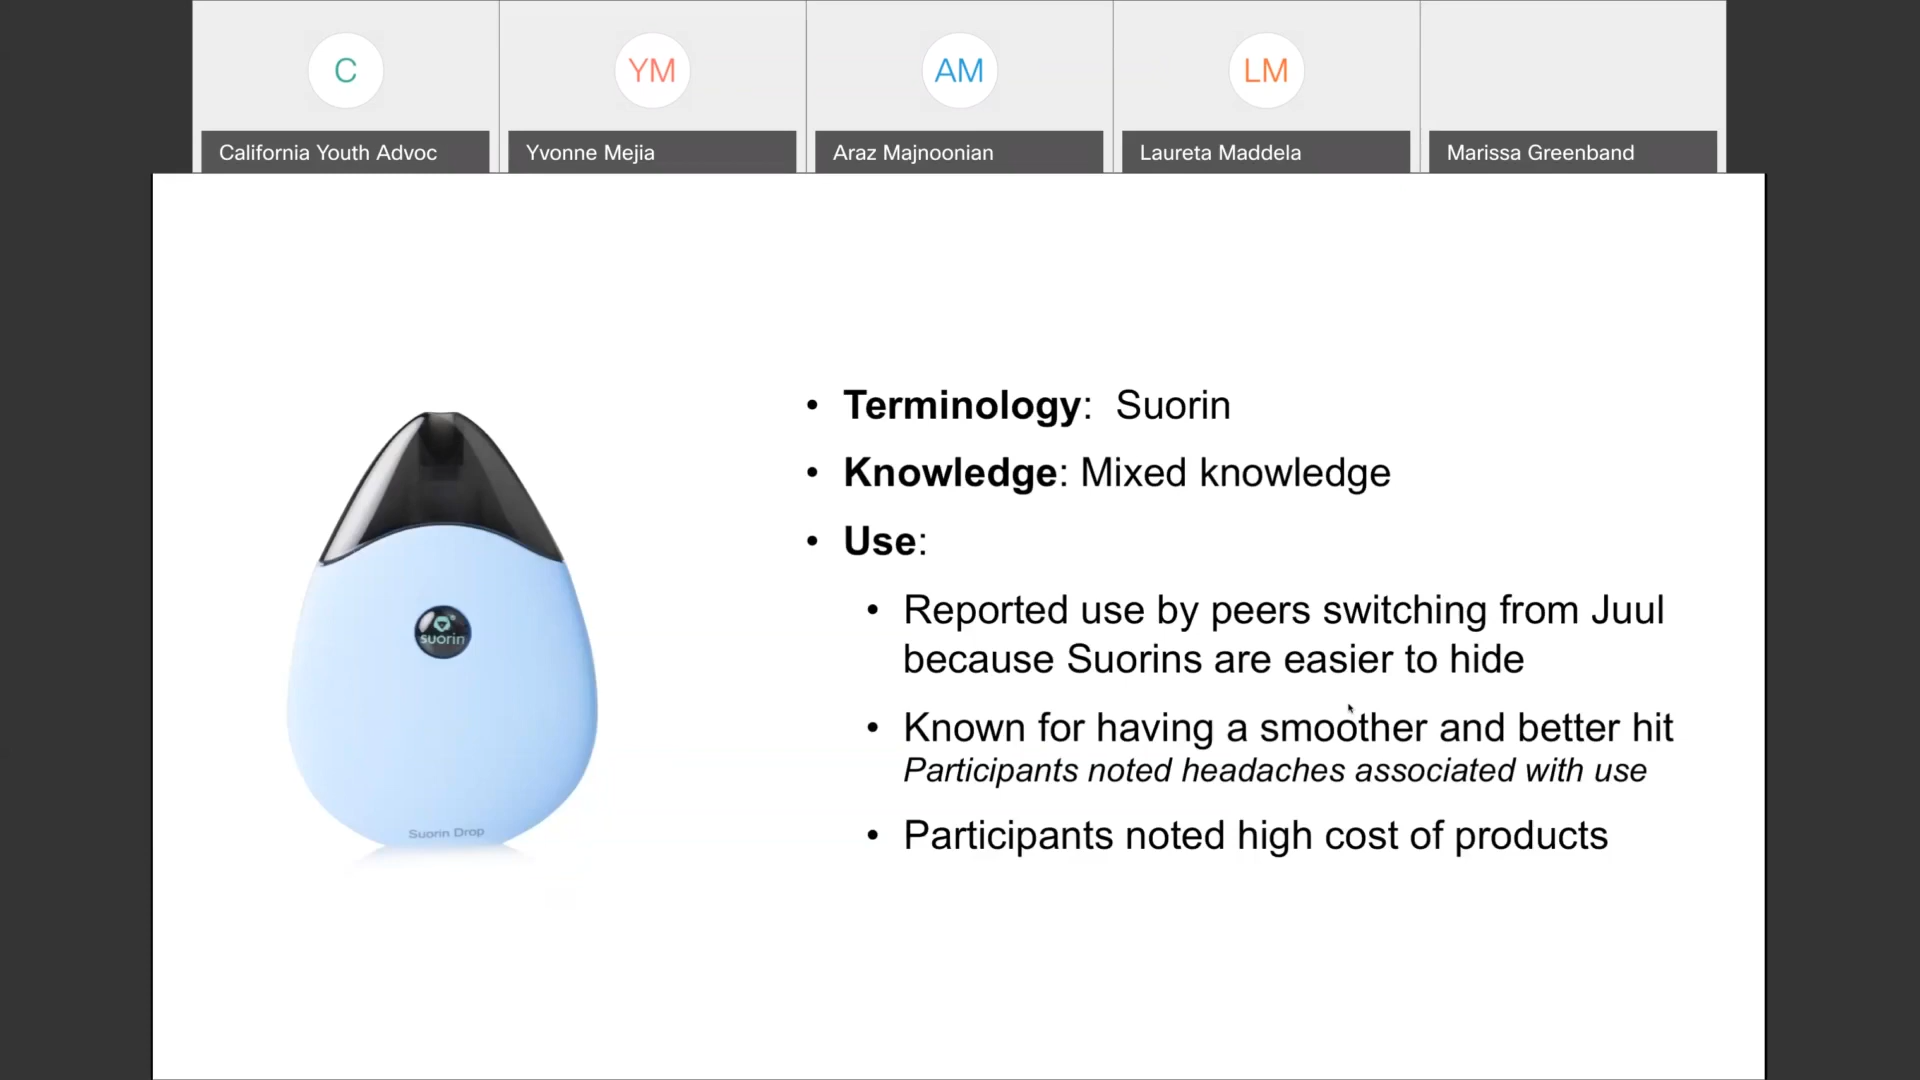 C
YM
AM
LM
California Youth Advoc
Yvonne Mejia
Araz Majnoonian
Laureta Maddela
Marissa Greenband
• Terminology: Suorin
• Knowledge: Mixed knowledge
• Use:
• Reported use by peers switching from Juul
because Suorins are easier to hide
• Known for having a smoother and better hit
Participants noted headaches associated with use
• Participants noted high cost of products
suorin
Suorin Drop